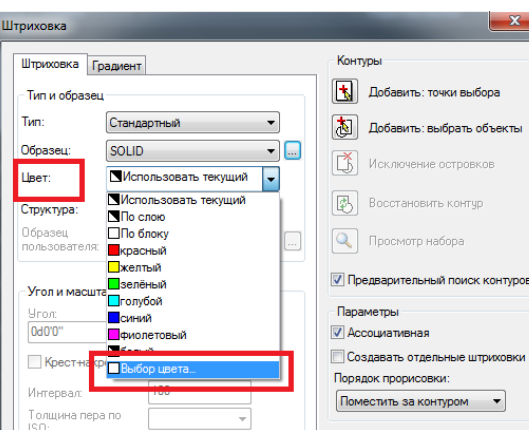 Штриховка
Штриховка Градиент
Тип и образец
Тип: Стандартный
Образец: SOLID
Цвет: Использовать текущий
Использовать текущий
Структура: По слою
По блоку
Образец
пользователя:
красный
желтый
зелёный
Угол и масшта
голубой
Угол:
синий
0d0'0"
фиолетовый
белый
Крест-накр
Выбор цвета...
Интервал: 100
Толщина пера по
ISO:
Контуры
Добавить: точки выбора
Добавить: выбрать объекты
Исключение островков
Восстановить контур
Просмотр набора
Предварительный поиск контуров
Параметры
Ассоциативная
Создавать отдельные штриховки
Порядок прорисовки:
Поместить за контуром